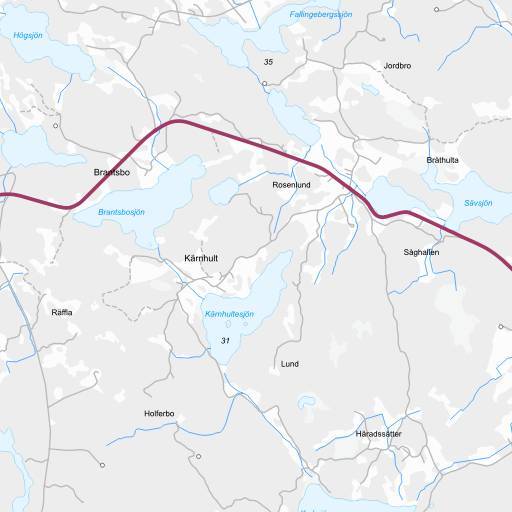 Fallingebergssjön
Högsjön
35
Jordbro
Bråthulta
Brantsbo
Rosenlund
Sävsjön
Brantsbosjön
Såghallen
Kärnhult
Räffla
Kärnhultesjön
31
Lund
Holferbo
Häradssätter